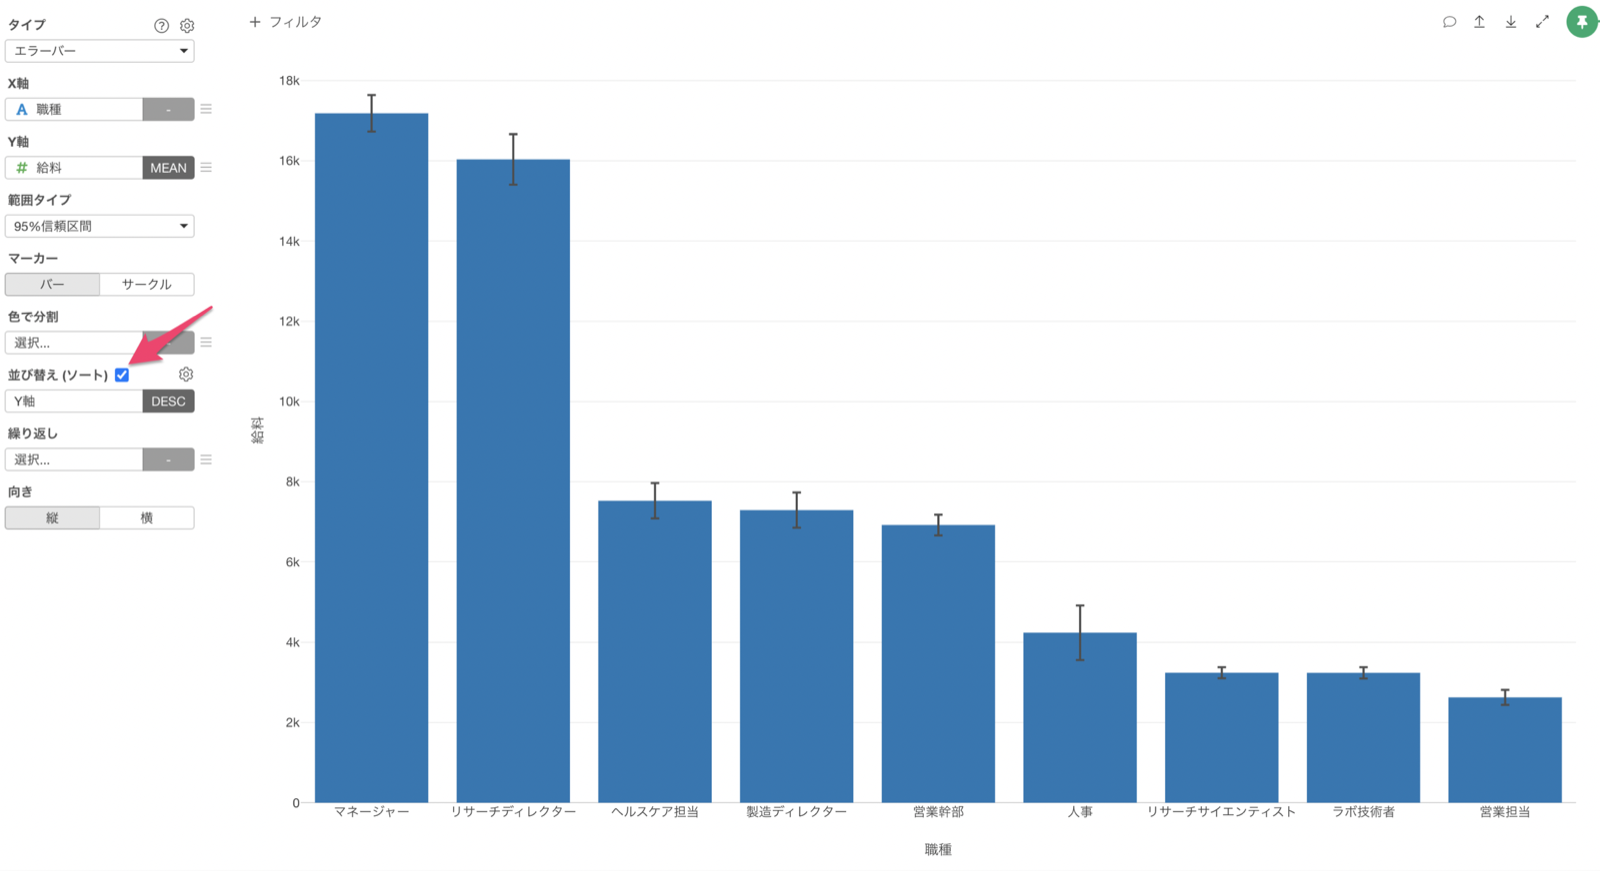 タイプ
エラーバー
X軸
A 職種 -
Y軸
# 給料 MEAN
範囲タイプ
95%信頼区間
マーカー
バー サークル
色で分割
選択...
並び替え (ソート)
Y軸 DESC
繰り返し
選択... -
向き
縦 横
+ フィルタ
18k
16k
14k
12k
10k
8k
6k
4k
2k
0
給料
マネージャー リサーチディレクター ヘルスケア担当 製造ディレクター 営業幹部 人事 リサーチサイエンティスト ラボ技術者 営業担当
職種